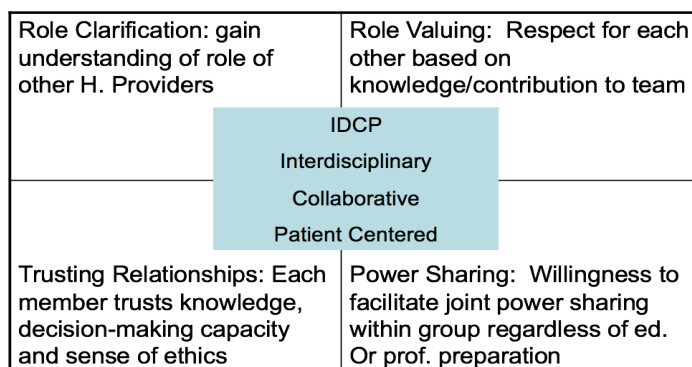 Role Clarification: gain
understanding of role of
other H. Providers
Role Valuing: Respect for each
other based on
knowledge/contribution to team
IDCP
Interdisciplinary
Collaborative
Patient Centered
Trusting Relationships: Each
member trusts knowledge,
decision-making capacity
and sense of ethics
Power Sharing: Willingness to
facilitate joint power sharing
within group regardless of ed.
Or prof. preparation